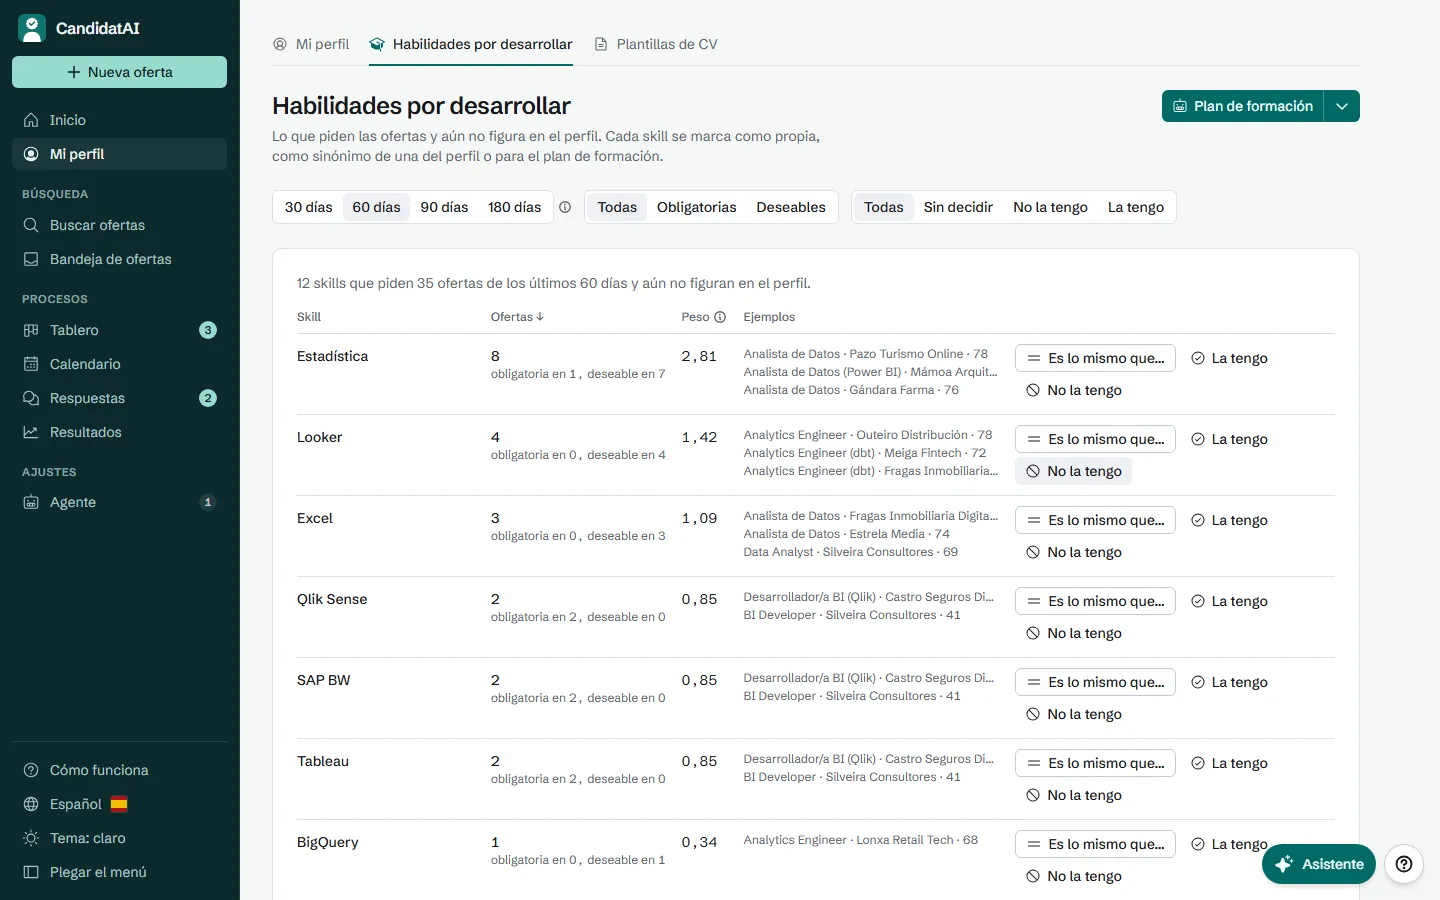 CandidatAI
Nueva oferta
Inicio
Mi perfil
BÚSQUEDA
Buscar ofertas
Bandeja de ofertas
PROCESOS
Tablero 3
Calendario
Respuestas 2
Resultados
AJUSTES
Agente 1
Cómo funciona
Español
Tema: claro
Plegar el menú
Mi perfil Habilidades por desarrollar Plantillas de CV
Habilidades por desarrollar
Plan de formación
Lo que piden las ofertas y aún no figura en el perfil. Cada skill se marca como propia,
como sinónimo de una del perfil o para el plan de formación.
30 días 60 días 90 días 180 días Todas Obligatorias Deseables Todas Sin decidir No la tengo La tengo
12 skills que piden 35 ofertas de los últimos 60 días y aún no figuran en el perfil.
Skill Ofertas ↓ Peso Ejemplos
Estadística 8 2,81 Analista de Datos · Pazo Turismo Online · 78 Es lo mismo que... La tengo
obligatoria en 1, deseable en 7 Analista de Datos (Power BI) · Mámoa Arquit...
Analista de Datos · Gándara Farma · 76 No la tengo
Looker 4 1,42 Analytics Engineer · Outeiro Distribución · 78 Es lo mismo que... La tengo
obligatoria en 0, deseable en 4 Analytics Engineer (dbt) · Meiga Fintech · 72
Analytics Engineer (dbt) · Fragas Inmobiliaria... No la tengo
Excel 3 1,09 Analista de Datos · Fragas Inmobiliaria Digita... Es lo mismo que... La tengo
obligatoria en 0, deseable en 3 Analista de Datos · Estrela Media · 74
Data Analyst · Silveira Consultores · 69 No la tengo
Qlik Sense 2 0,85 Desarrollador/a BI (Qlik) · Castro Seguros Di... Es lo mismo que... La tengo
obligatoria en 2, deseable en 0 BI Developer · Silveira Consultores · 41
No la tengo
SAP BW 2 0,85 Desarrollador/a BI (Qlik) · Castro Seguros Di... Es lo mismo que... La tengo
obligatoria en 2, deseable en 0 BI Developer · Silveira Consultores · 41
No la tengo
Tableau 2 0,85 Desarrollador/a BI (Qlik) · Castro Seguros Di... Es lo mismo que... La tengo
obligatoria en 2, deseable en 0 BI Developer · Silveira Consultores · 41
No la tengo
BigQuery 1 0,34 Analytics Engineer · Lonxa Retail Tech · 68 Es lo mismo que... La tengo
obligatoria en 0, deseable en 1
No la tengo
Asistente